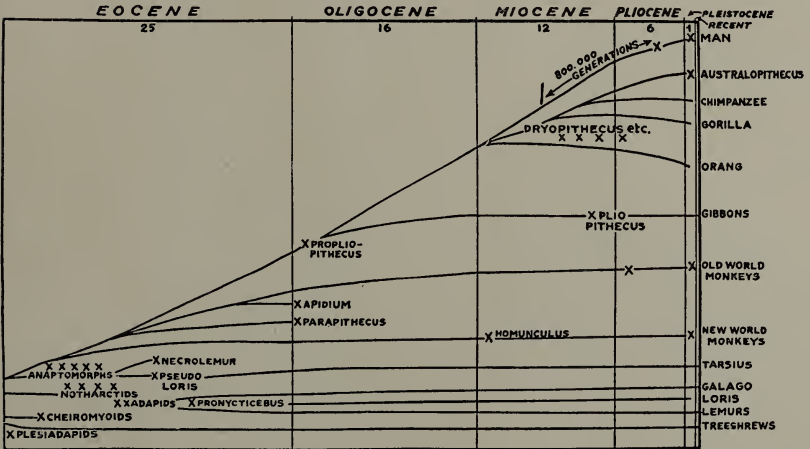 EOCENE OLIGOCENE MIOCENE PLIOCENE PLEISTOCENE
RECENT
25 16 12 6 1
MAN
800,000
GENERATIONS
AUSTRALOPITHECUS
CHIMPANZEE
GORILLA
DRYOPITHECUS etc.
X X X X
ORANG
GIBBONS
X PLIO
PITHECUS
X PROPLIO-
PITHECUS
OLD WORLD
MONKEYS
X APIDIUM
X PARAPITHECUS
X HOMUNCULUS
NEW WORLD
MONKEYS
X NECROLEMUR
TARSIUS
X X X X X
ANAPTOMORPHS
X PSEUDO
LORIS
X X X X
NOTHARCTIDS
GALAGO
XXADAPIDS X PRONYCTICEBUS
LORIS
LEMURS
X CHEIROMYOIDS
TREESHREWS
X PLESIADAPIDS